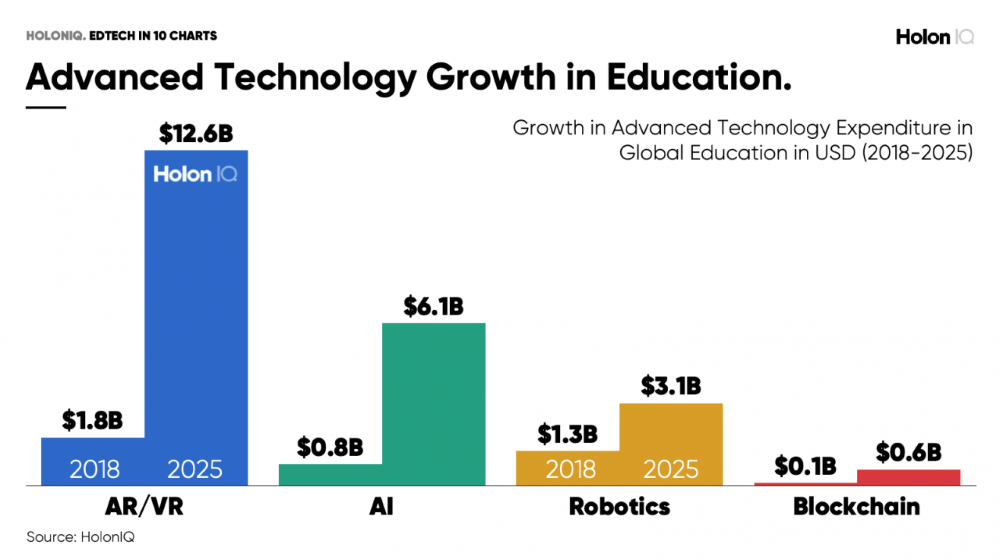 HOLONIQ. EDTECH IN 10 CHARTS
Holon IQ
Advanced Technology Growth in Education.
Growth in Advanced Technology Expenditure in
Global Education in USD (2018-2025)
$12.6B
Holon IQ
$6.1B
$3.1B
$1.8B
$0.8B
$1.3B
$0.1B
$0.6B
2018
2025
2018
2025
AR/VR
AI
Robotics
Blockchain
Source: HolonIQ